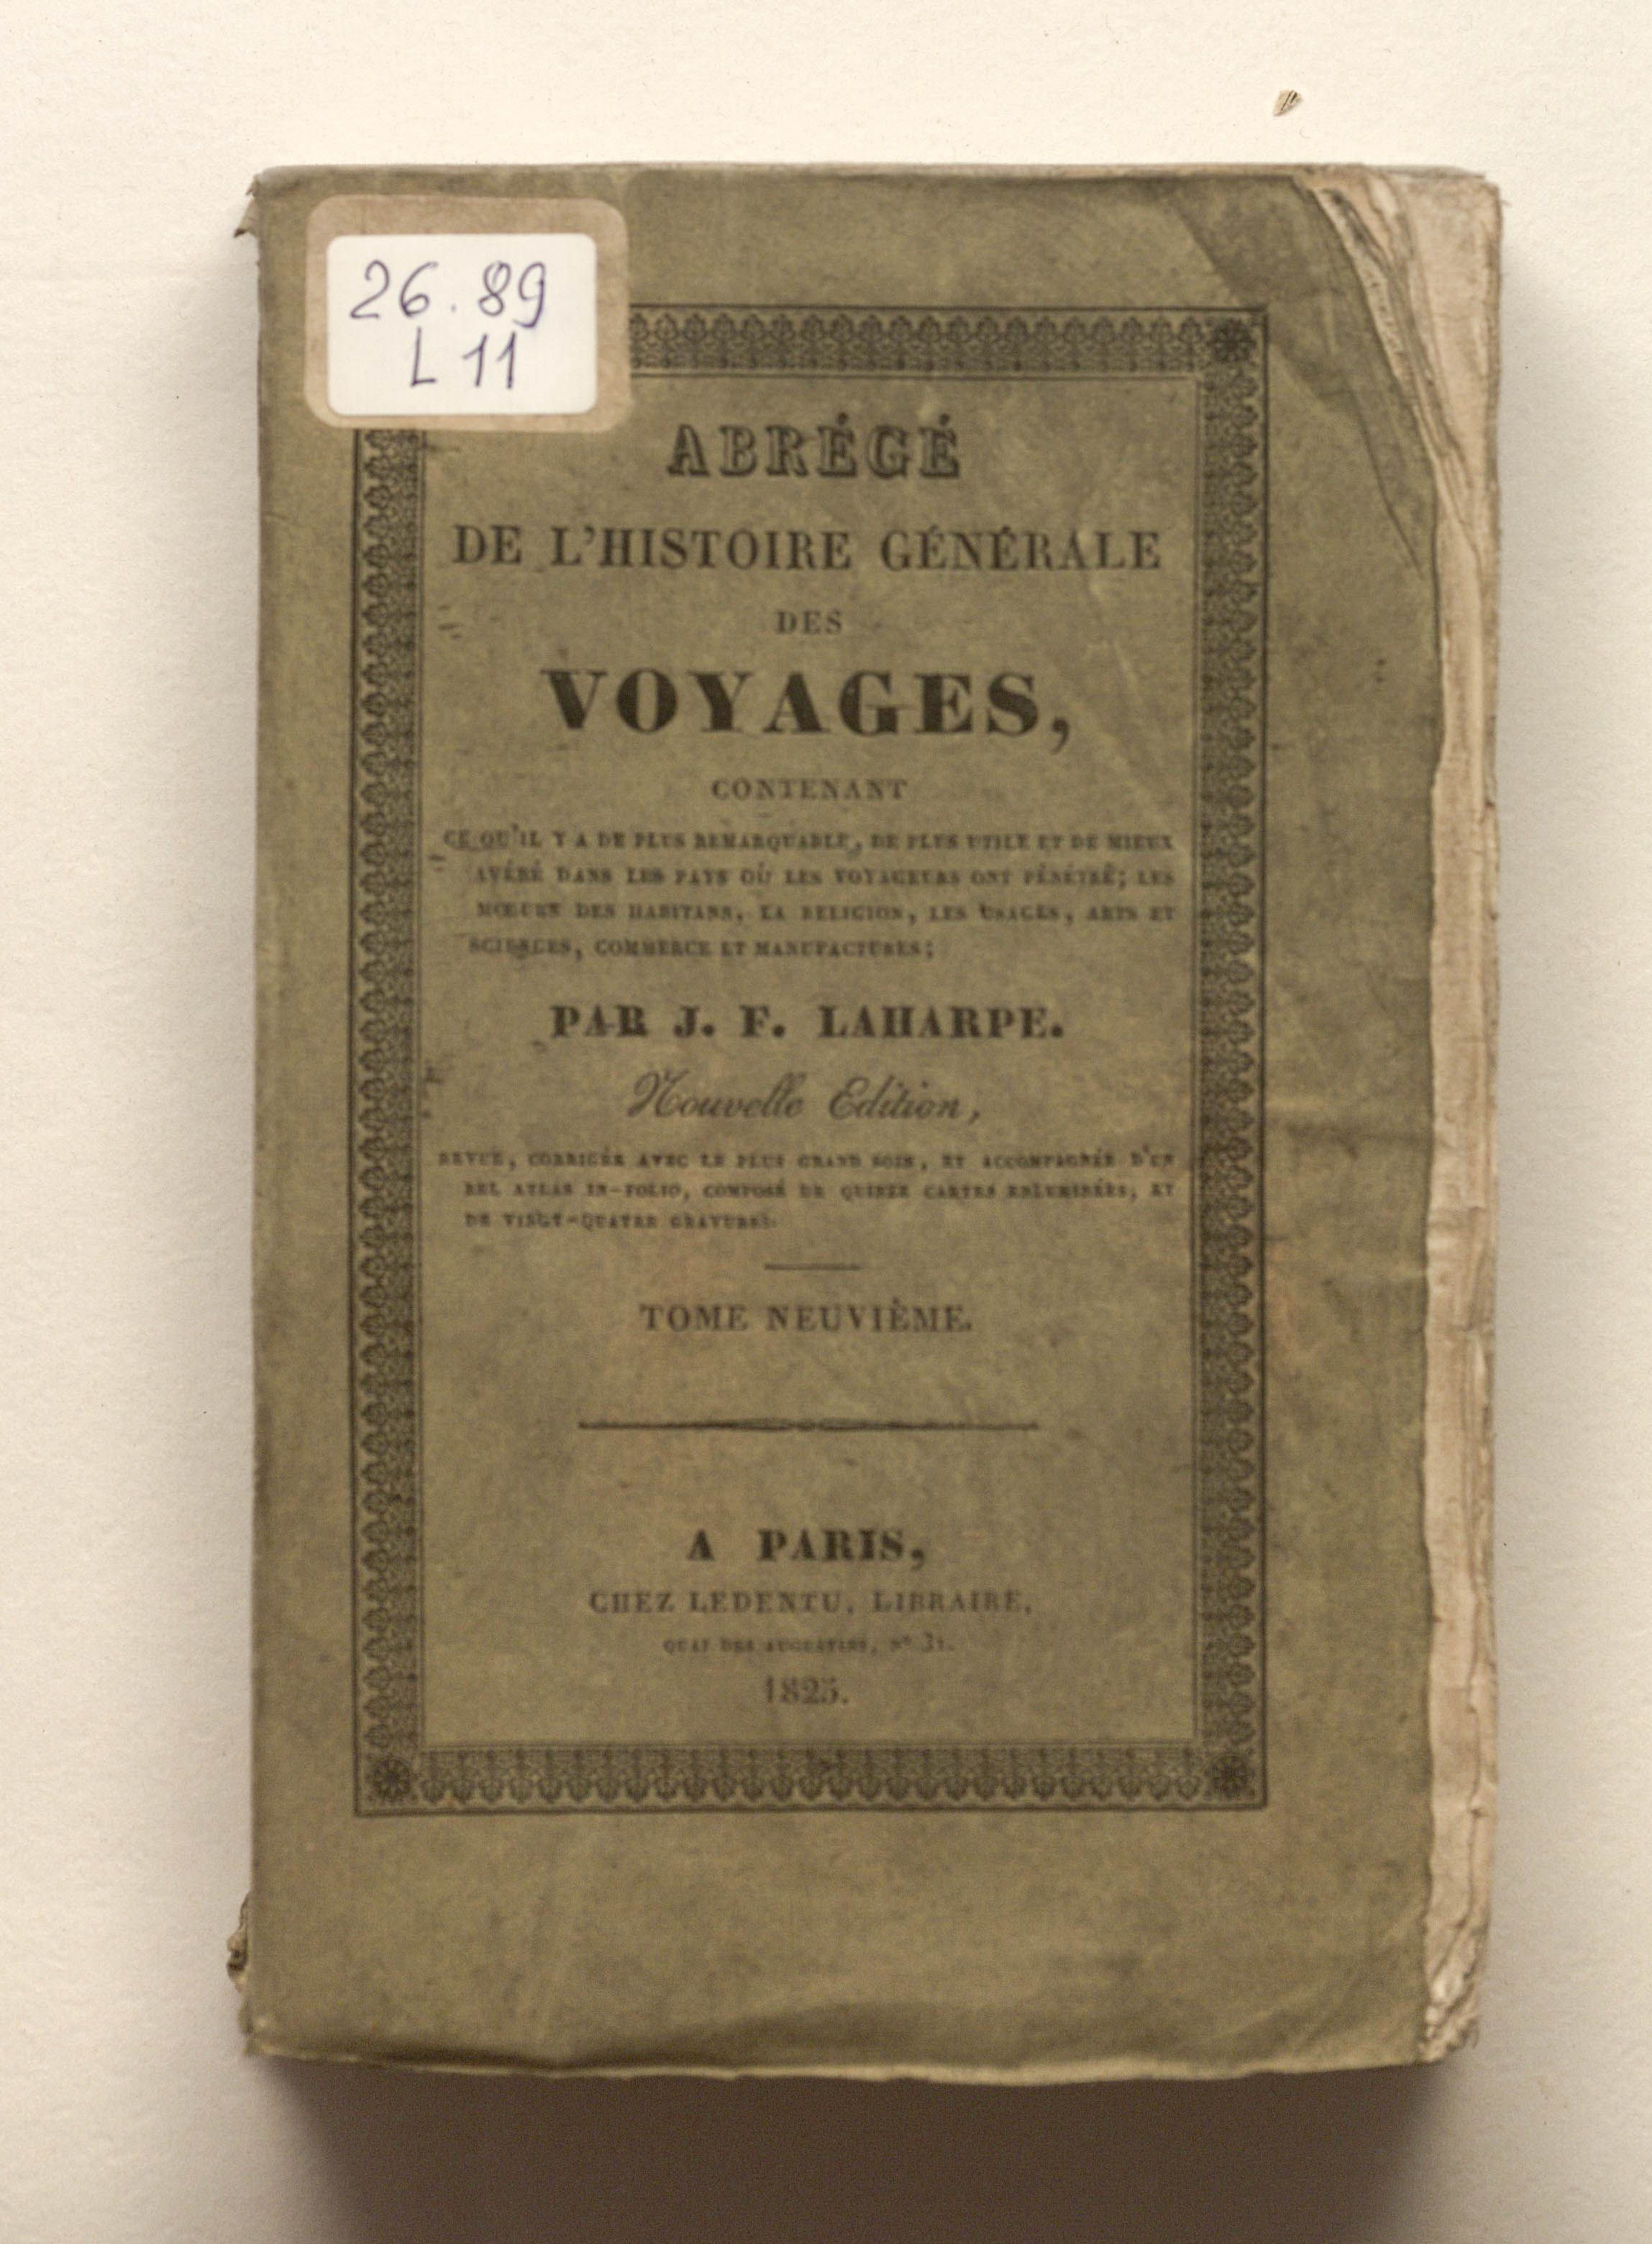 26.89
L 11
ABRÉGÉ
DE L'HISTOIRE GÉNÉRALE
DES
VOYAGES,
CONTENANT
CE QU'IL Y A DE PLUS REMARQUABLE, DE PLUS UTILE ET DE MIEUX
AVÉRÉ DANS LES PAYS OÙ LES VOYAGEURS ONT PÉNÉTRÉ; LES
MŒURS DES HABITANS, LA RELIGION, LES USAGES, ARTS ET
SCIENCES, COMMERCE ET MANUFACTURES;
PAR J. F. LAHARPE.
Nouvelle Edition,
REVUE, CORRIGÉE AVEC LE PLUS GRAND SOIN, ET ACCOMPAGNÉE D'UN
BEL ATLAS IN-FOLIO, COMPOSÉ DE QUINZE CARTES ENLUMINÉES, ET
DE VINGT-QUATRE GRAVURES.
TOME NEUVIÈME.
A PARIS,
CHEZ LEDENTU, LIBRAIRE,
QUAI DES AUGUSTINS, Nº 31.
1825.